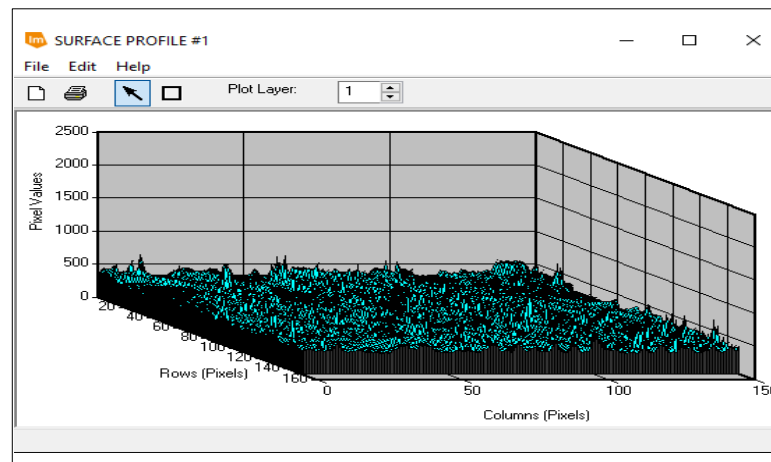 Im SURFACE PROFILE #1
File Edit Help
Plot Layer: 1
2500
2000
1500
1000
500
0
Pixel Values
20
40
60
80
100
120
140
160
Rows (Pixels)
0 50 100 150
Columns (Pixels)